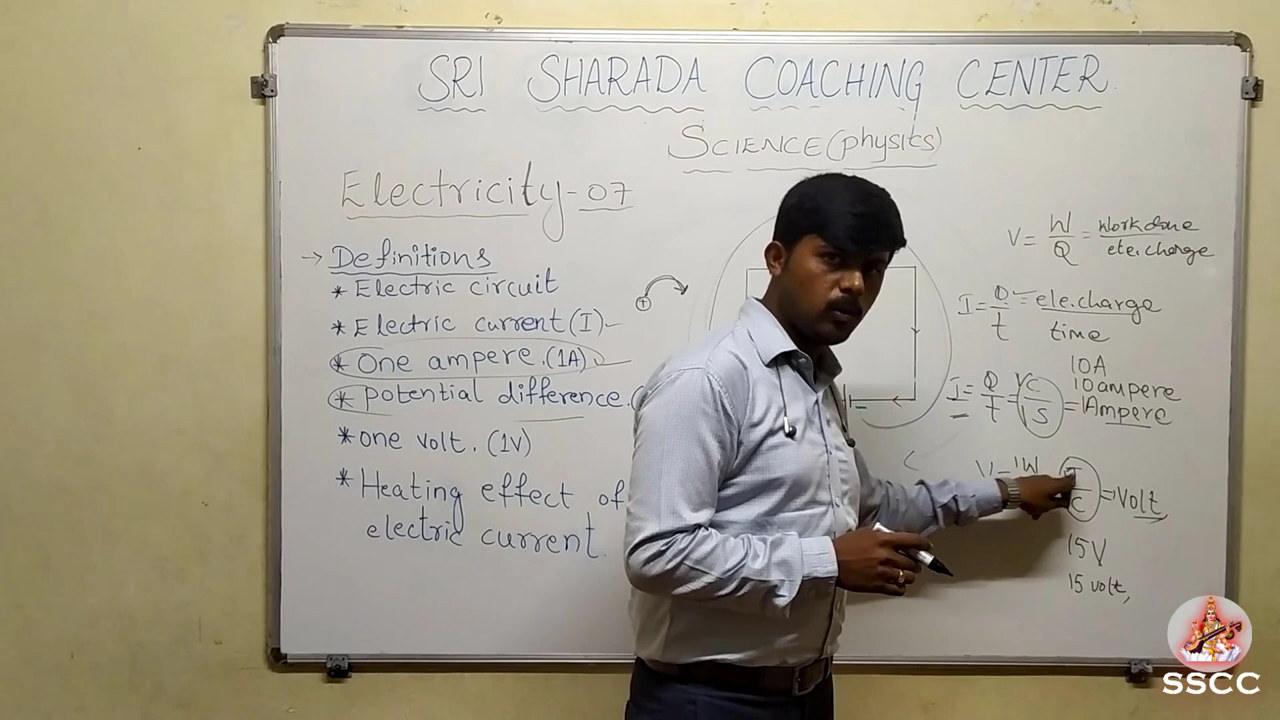 SRI SHARADA COACHING CENTER
SCIENCE (physics)
Electricity-07
→ Definitions
* Electric circuit
* Electric current (I)
* One ampere. (1A)
* potential difference. (
* one volt. (1V)
* Heating effect of
electric current.
V = W/Q = Workdone/ele.charge
I = Q/t = ele.charge/time
10A
10 ampere
I = Q/t = 1C/1S = 1Ampere
V = 1W J/C = Volt
15V
15 volt,
SSCC